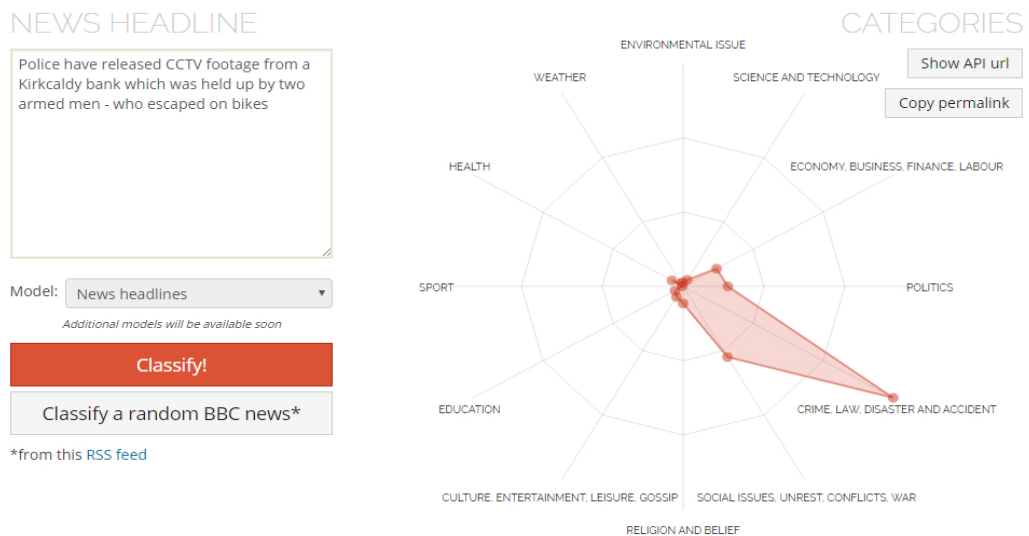 NEWS HEADLINE
Police have released CCTV footage from a
Kirkcaldy bank which was held up by two
armed men - who escaped on bikes
Model: News headlines
Additional models will be available soon
Classify!
Classify a random BBC news*
*from this RSS feed
CATEGORIES
Show API url
Copy permalink
ENVIRONMENTAL ISSUE
WEATHER
SCIENCE AND TECHNOLOGY
HEALTH
ECONOMY, BUSINESS, FINANCE, LABOUR
SPORT
POLITICS
EDUCATION
CRIME, LAW, DISASTER AND ACCIDENT
CULTURE, ENTERTAINMENT, LEISURE, GOSSIP
SOCIAL ISSUES, UNREST, CONFLICTS, WAR
RELIGION AND BELIEF